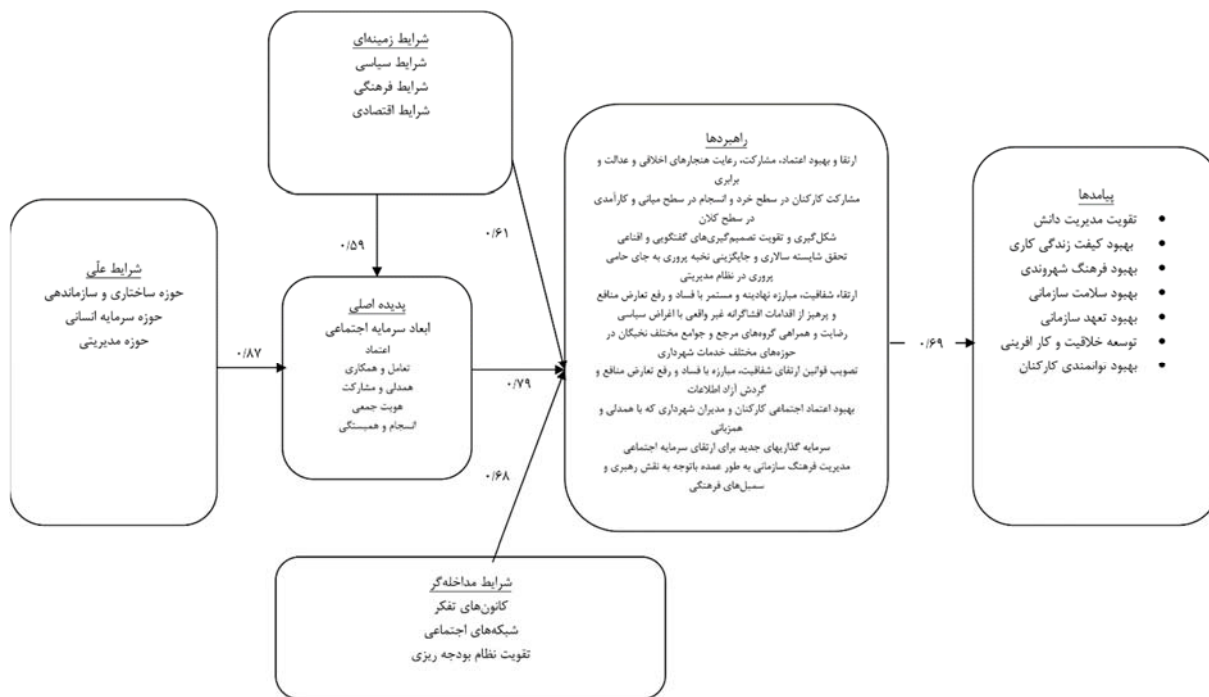 شرایط زمینه‌ای
شرایط سیاسی
شرایط فرهنگی
شرایط اقتصادی
۰/۵۹
۰/۶۱
شرایط علّی
حوزه ساختاری و سازماندهی
حوزه سرمایه انسانی
حوزه مدیریتی
۰/۸۷
پدیده اصلی
ابعاد سرمایه اجتماعی
اعتماد
تعامل و همکاری
همدلی و مشارکت
هویت جمعی
انسجام و همبستگی
۰/۷۹
۰/۶۸
شرایط مداخله‌گر
کانون‌های تفکر
شبکه‌های اجتماعی
تقویت نظام بودجه ریزی
راهبردها
ارتقا و بهبود اعتماد، مشارکت، رعایت هنجارهای اخلاقی و عدالت و
برابری
مشارکت کارکنان در سطح خرد و انسجام در سطح میانی و کارآمدی
در سطح کلان
شکل‌گیری و تقویت تصمیم‌گیری‌های گفتگویی و اقناعی
تحقق شایسته سالاری و جایگزینی نخبه پروری به جای حامی
پروری در نظام مدیریتی
ارتقاء شفافیت، مبارزه نهادینه و مستمر با فساد و رفع تعارض منافع
و پرهیز از اقدامات افشاگرانه غیر واقعی با اغراض سیاسی
رضایت و همراهی گروه‌های مرجع و جوامع مختلف نخبگان در
حوزه‌های مختلف خدمات شهرداری
تصویب قوانین ارتقای شفافیت، مبارزه با فساد و رفع تعارض منافع و
گردش آزاد اطلاعات
بهبود اعتماد اجتماعی کارکنان و مدیران شهرداری که با همدلی و
همزبانی
سرمایه گذاریهای جدید برای ارتقای سرمایه اجتماعی
مدیریت فرهنگ سازمانی به طور عمده باتوجه به نقش رهبری و
سمبل‌های فرهنگی
۰/۶۹
پیامدها
• تقویت مدیریت دانش
• بهبود کیفت زندگی کاری
• بهبود فرهنگ شهروندی
• بهبود سلامت سازمانی
• بهبود تعهد سازمانی
• توسعه خلاقیت و کار افرینی
• بهبود توانمندی کارکنان